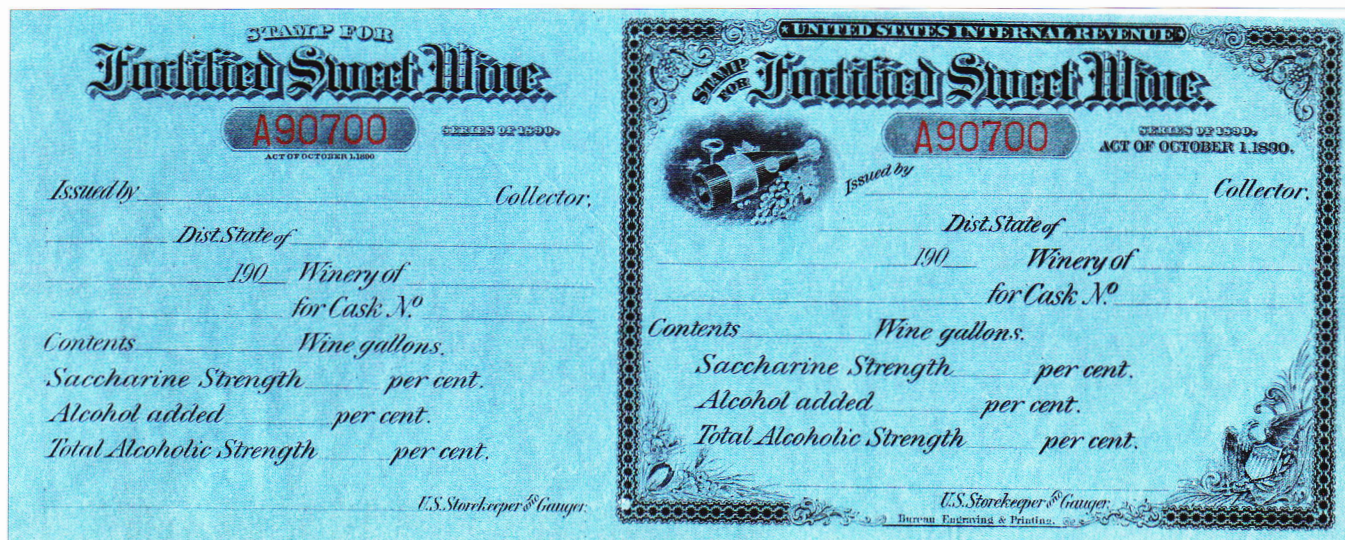 STAMP FOR
Fortified Sweet Wine.
A90700
SERIES OF 1890.
ACT OF OCTOBER 1.1890
Issued by Collector.
Dist. State of
190 Winery of
for Cask No.
Contents Wine gallons.
Saccharine Strength per cent.
Alcohol added per cent.
Total Alcoholic Strength per cent.
U.S. Storekeeper and Gauger.
UNITED STATES INTERNAL REVENUE
STAMP FOR
Fortified Sweet Wine.
A90700
SERIES OF 1890.
ACT OF OCTOBER 1.1890.
Issued by Collector.
Dist. State of
190 Winery of
for Cask No.
Contents Wine gallons.
Saccharine Strength per cent.
Alcohol added per cent.
Total Alcoholic Strength per cent.
U.S. Storekeeper and Gauger.
Bureau Engraving & Printing.